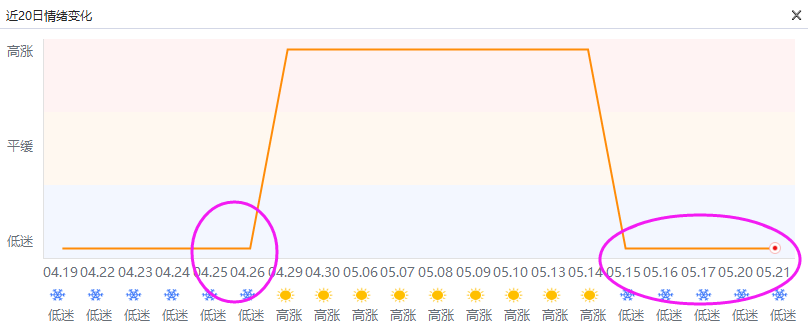 近20日情绪变化
高涨
平缓
低迷
04.19 04.22 04.23 04.24 04.25 04.26 04.29 04.30 05.06 05.07 05.08 05.09 05.10 05.13 05.14 05.15 05.16 05.17 05.20 05.21
低迷 低迷 低迷 低迷 低迷 低迷 高涨 高涨 高涨 高涨 高涨 高涨 高涨 高涨 高涨 低迷 低迷 低迷 低迷 低迷